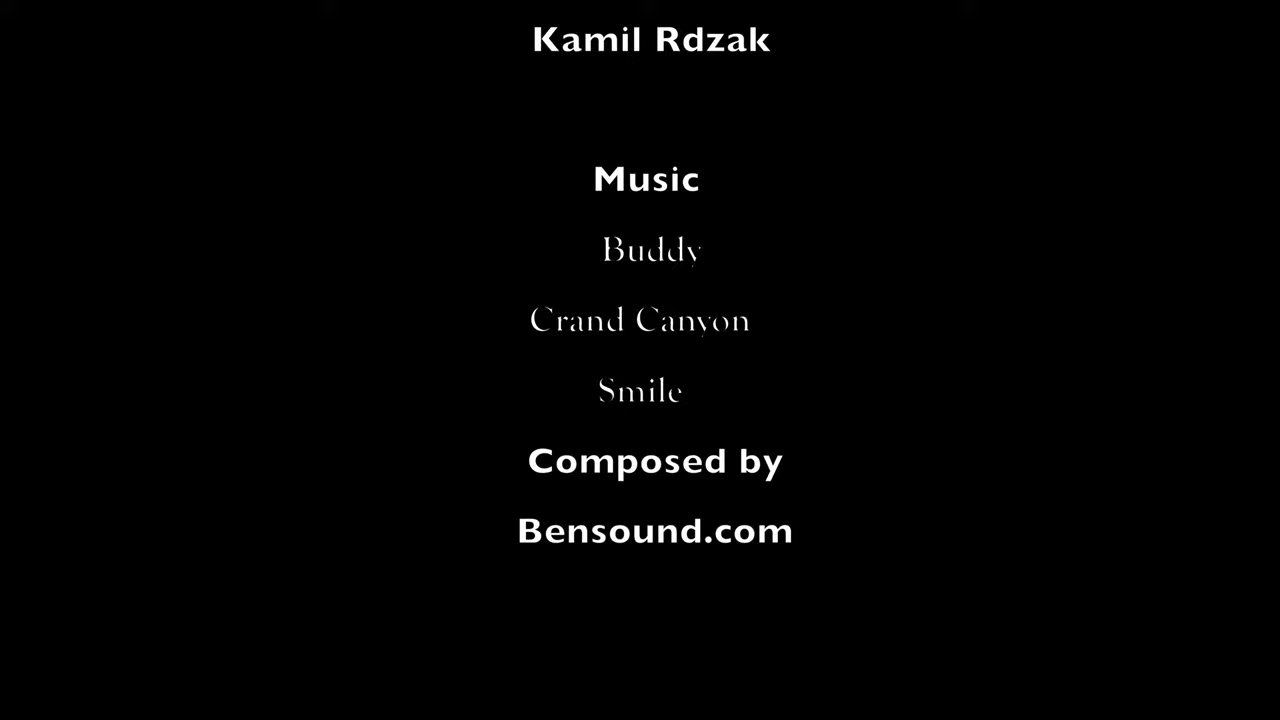 Kamil Rdzak
Music
Buddy
Crand Canyon
Smile
Composed by
Bensound.com